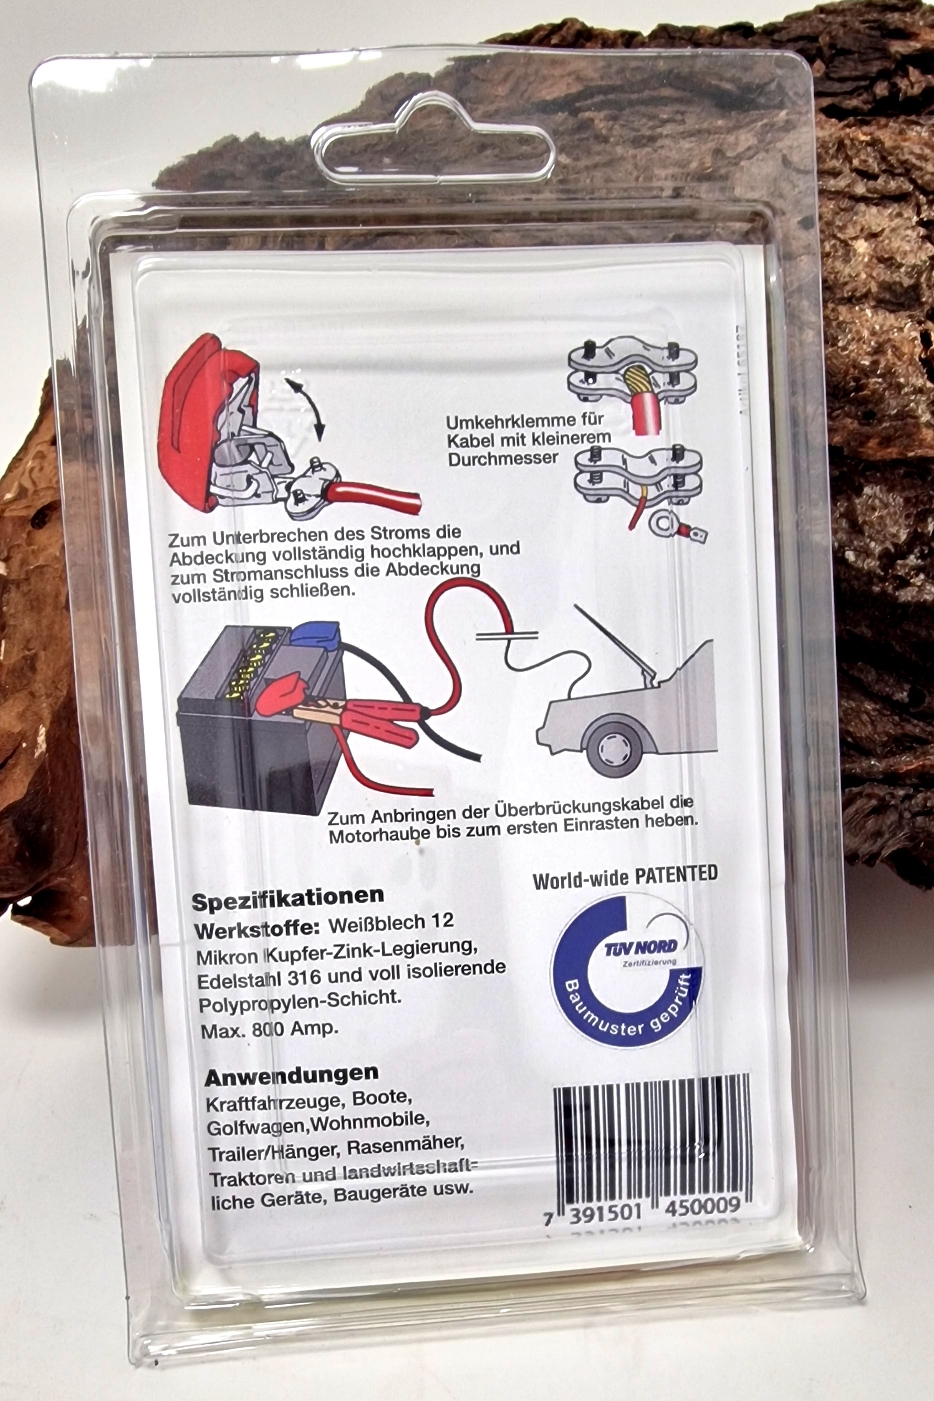 Umkehrklemme für
Kabel mit kleinerem
Durchmesser
Zum Unterbrechen des Stroms die
Abdeckung vollständig hochklappen, und
zum Stromanschluss die Abdeckung
vollständig schließen.
Zum Anbringen der Überbrückungskabel die
Motorhaube bis zum ersten Einrasten heben.
Spezifikationen
Werkstoffe: Weißblech 12
Mikron Kupfer-Zink-Legierung,
Edelstahl 316 und voll isolierende
Polypropylen-Schicht.
Max. 800 Amp.
World-wide PATENTED
TÜV NORD
Zertifizierung
Baumuster geprüft
Anwendungen
Kraftfahrzeuge, Boote,
Golfwagen,Wohnmobile,
Trailer/Hänger, Rasenmäher,
Traktoren und landwirtschaft-
liche Geräte, Baugeräte usw.
7 391501 450009